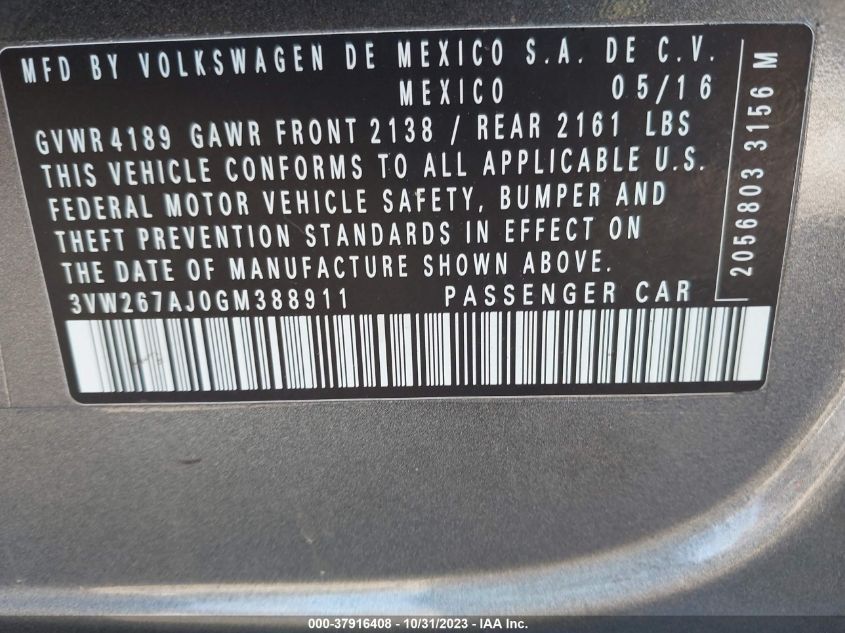 MFD BY VOLKSWAGEN DE MEXICO S.A. DE C.V.
MEXICO 05/16
GVWR 4189 GAWR FRONT 2138 / REAR 2161 LBS
THIS VEHICLE CONFORMS TO ALL APPLICABLE U.S.
FEDERAL MOTOR VEHICLE SAFETY, BUMPER AND
THEFT PREVENTION STANDARDS IN EFFECT ON
THE DATE OF MANUFACTURE SHOWN ABOVE.
3VW267AJ0GM388911 PASSENGER CAR
2056803 3156 M
000-37916408 - 10/31/2023 - IAA Inc.